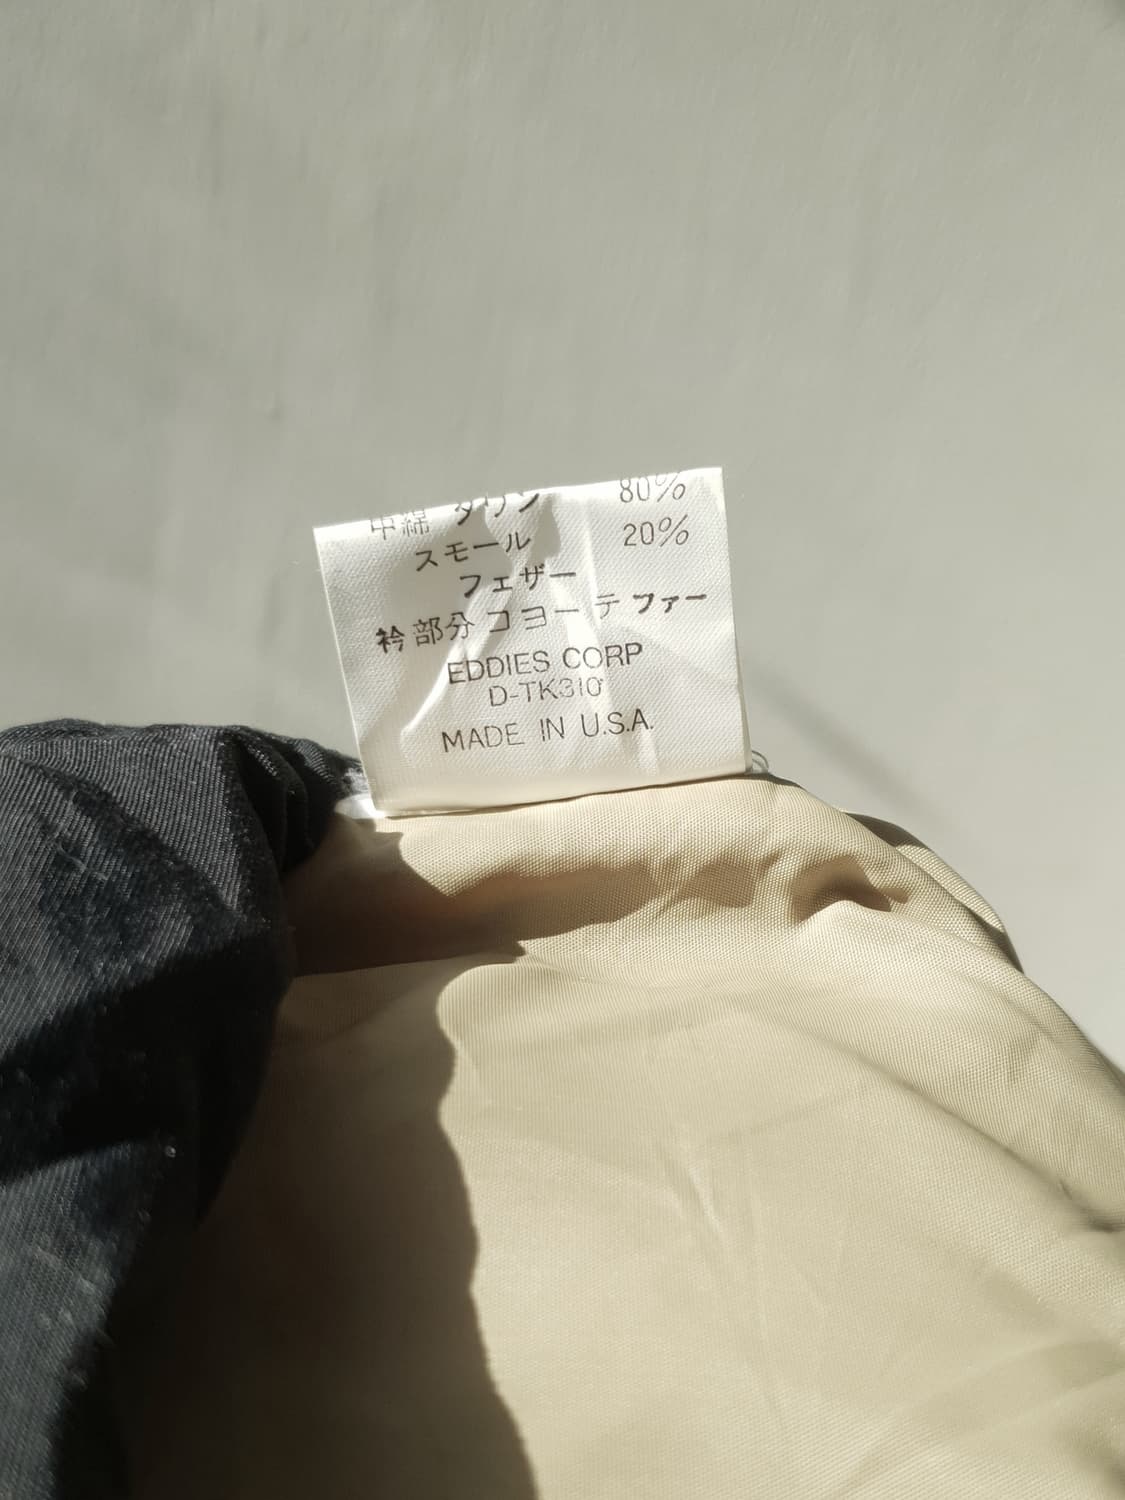 中綿 ダウン 80%
スモール 20%
フェザー
衿部分 コヨーテファー
EDDIES CORP
D-TK310
MADE IN U.S.A.